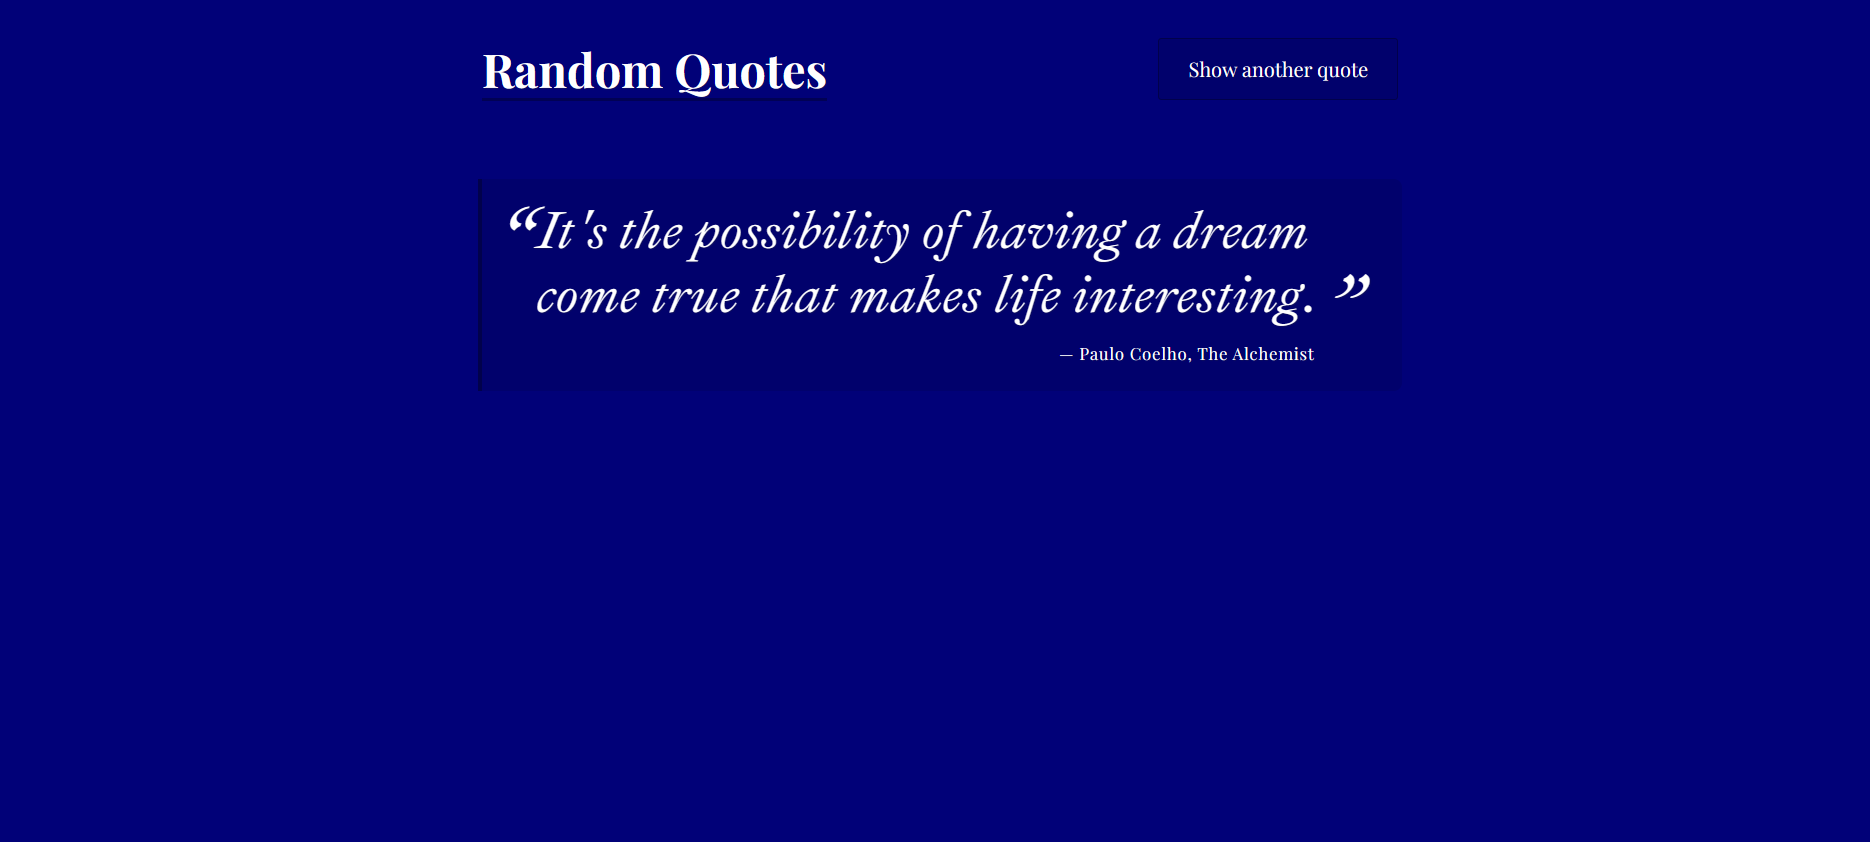 Random Quotes
Show another quote
“It's the possibility of having a dream
come true that makes life interesting. ”
— Paulo Coelho, The Alchemist